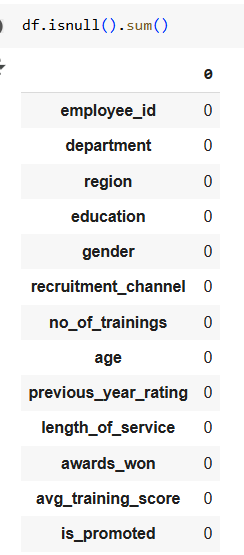 df.isnull().sum()
0
employee_id 0
department 0
region 0
education 0
gender 0
recruitment_channel 0
no_of_trainings 0
age 0
previous_year_rating 0
length_of_service 0
awards_won 0
avg_training_score 0
is_promoted 0